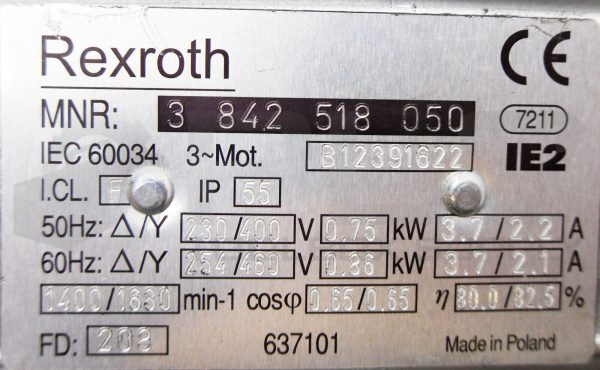 Rexroth CE
MNR: 3 842 518 050 7211
IEC 60034 3~Mot. B12391622 IE2
I.CL. F IP 55
50Hz: Δ/Y 230/400 V 0.75 kW 3.7/2.2 A
60Hz: Δ/Y 254/460 V 0.86 kW 3.7/2.1 A
1400/1680 min-1 cosφ 0.65/0.65 η 80.0/82.5 %
FD: 208 637101 Made in Poland